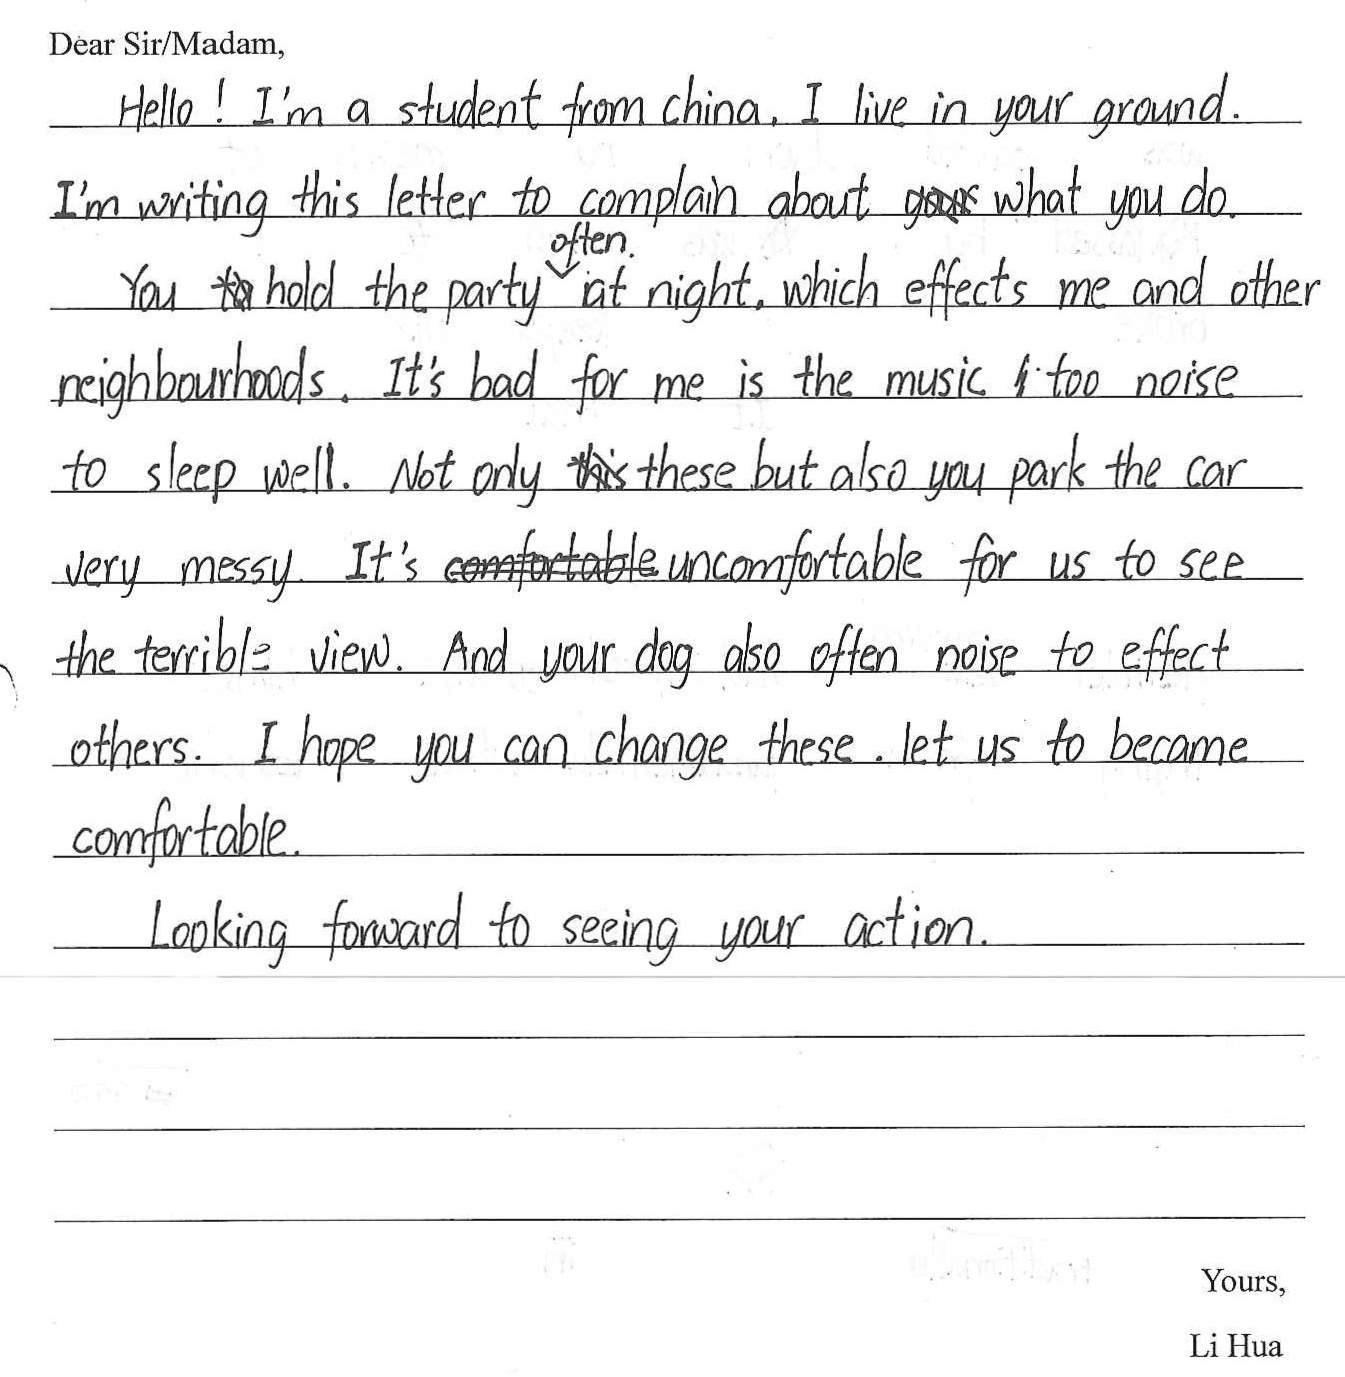 Dear Sir/Madam,
Hello! I'm a student from china, I live in your ground.
I'm writing this letter to complain about what you do.
often.
You hold the party at night, which effects me and other
neighbourhoods. It's bad for me is the music too noise
to sleep well. Not only these but also you park the car
very messy. It's comfortable uncomfortable for us to see
the terrible view. And your dog also often noise to effect
others. I hope you can change these. let us to became
comfortable.
Looking forward to seeing your action.
Yours,
Li Hua